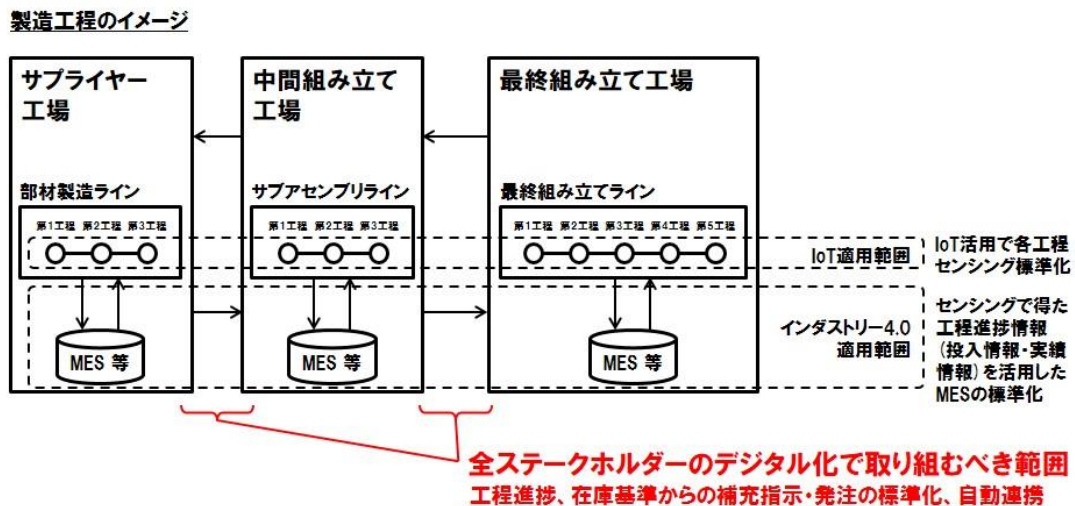 製造工程のイメージ
サプライヤー
工場
中間組み立て
工場
最終組み立て工場
部材製造ライン
サブアセンブリライン
最終組み立てライン
第1工程 第2工程 第3工程
第1工程 第2工程 第3工程
第1工程 第2工程 第3工程 第4工程 第5工程
IoT適用範囲
IoT活用で各工程
センシング標準化
MES 等
MES 等
MES 等
インダストリー4.0
適用範囲
センシングで得た
工程進捗情報
(投入情報・実績
情報)を活用した
MESの標準化
全ステークホルダーのデジタル化で取り組むべき範囲
工程進捗、在庫基準からの補充指示・発注の標準化、自動連携